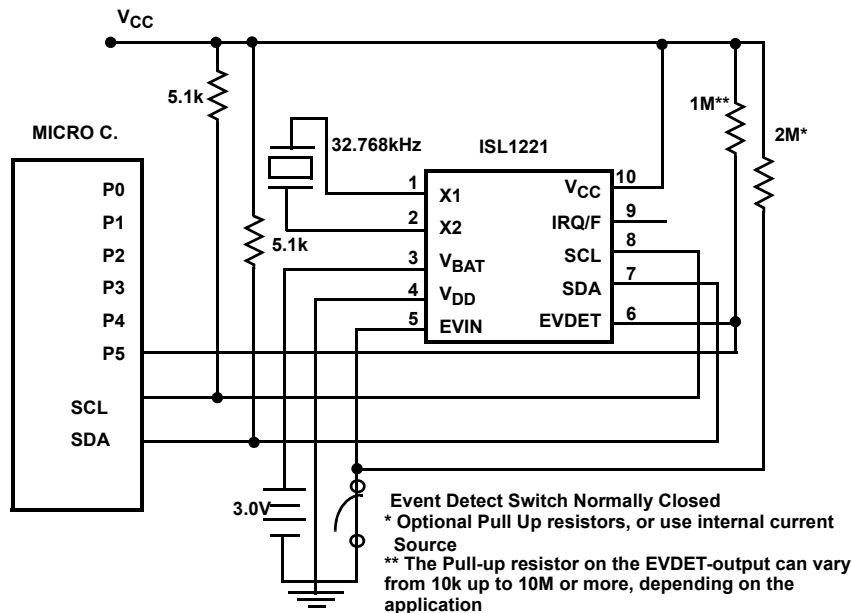 VCC
5.1k
1M**
2M*
MICRO C.
32.768kHz
ISL1221
P0
P1
P2
P3
P4
P5
SCL
SDA
5.1k
1 X1
2 X2
3 VBAT
4 VDD
5 EVIN
VCC 10
IRQ/F 9
SCL 8
SDA 7
EVDET 6
3.0V
Event Detect Switch Normally Closed
* Optional Pull Up resistors, or use internal current
Source
** The Pull-up resistor on the EVDET-output can vary
from 10k up to 10M or more, depending on the
application